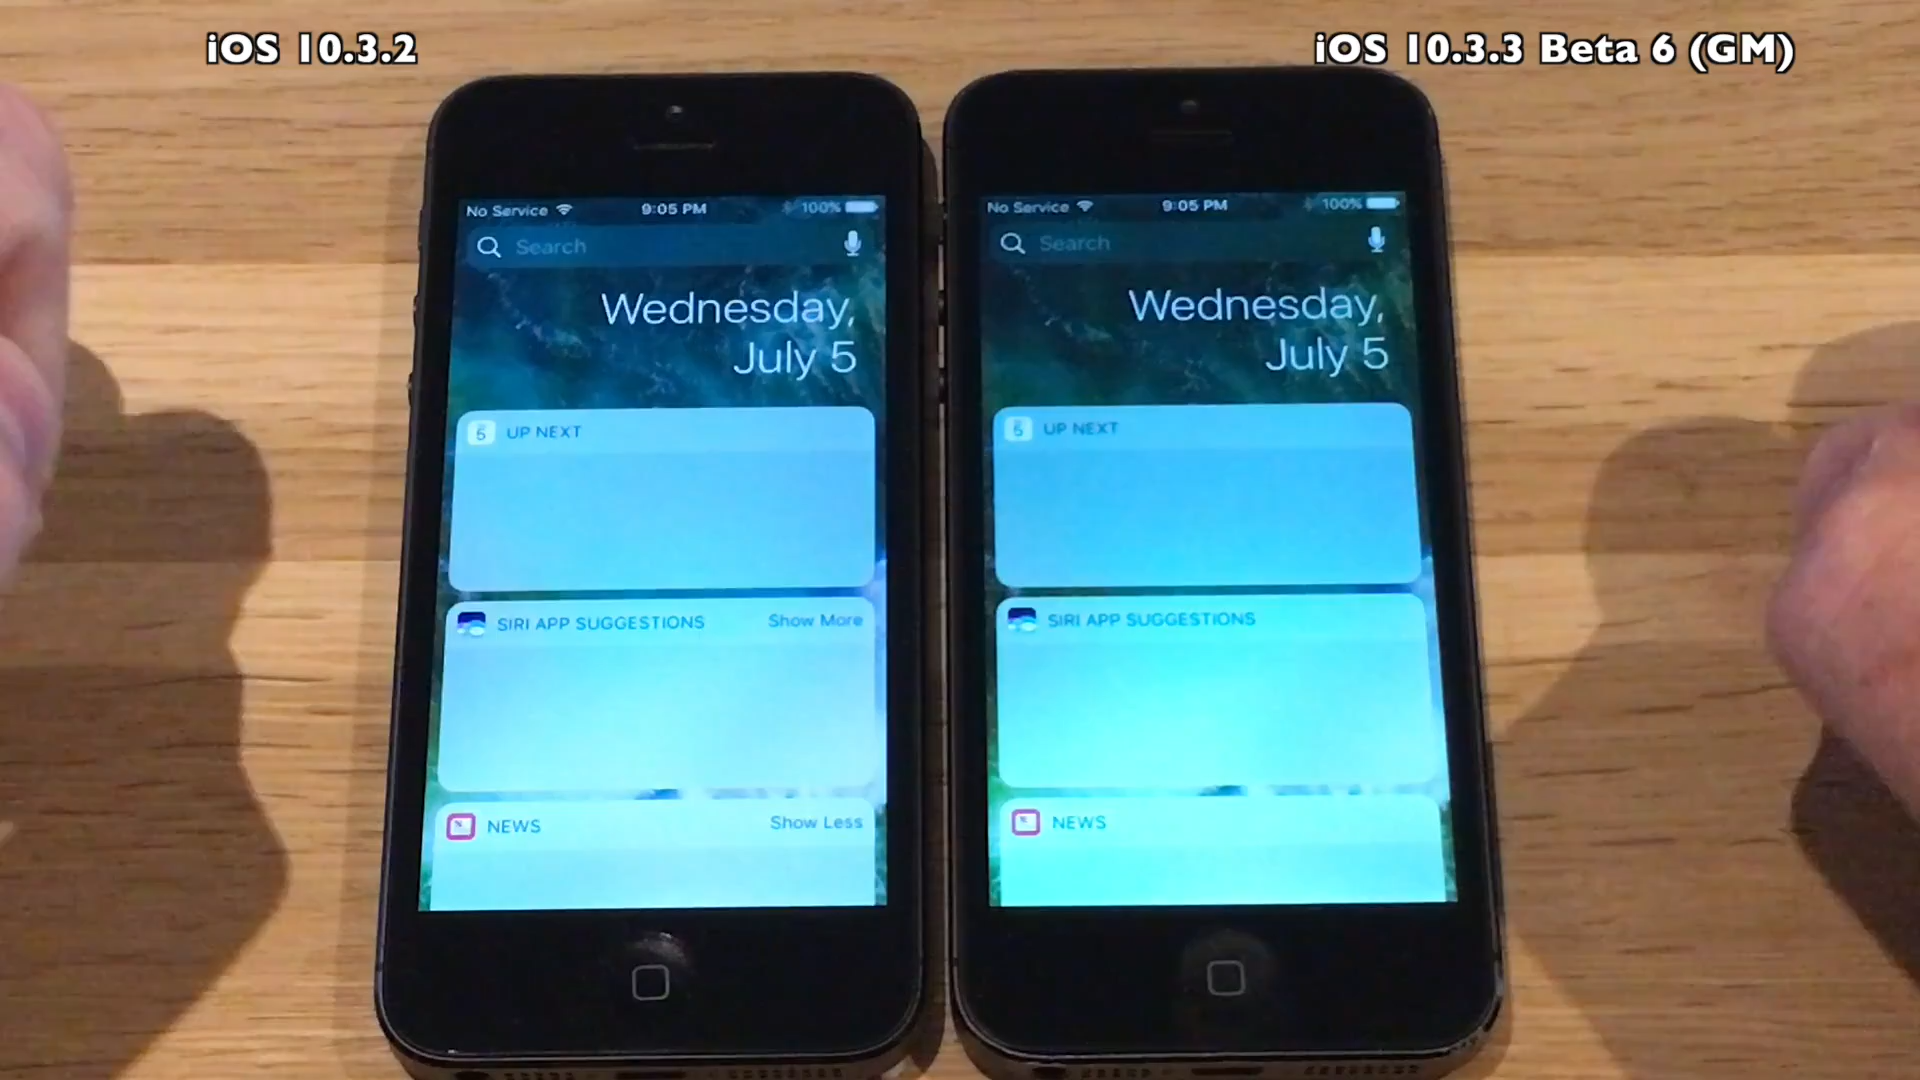 iOS 10.3.2
iOS 10.3.3 Beta 6 (GM)
No Service 9:05 PM 100%
Search
Wednesday,
July 5
5 UP NEXT
SIRI APP SUGGESTIONS Show More
NEWS Show Less
No Service 9:05 PM 100%
Search
Wednesday,
July 5
5 UP NEXT
SIRI APP SUGGESTIONS
NEWS